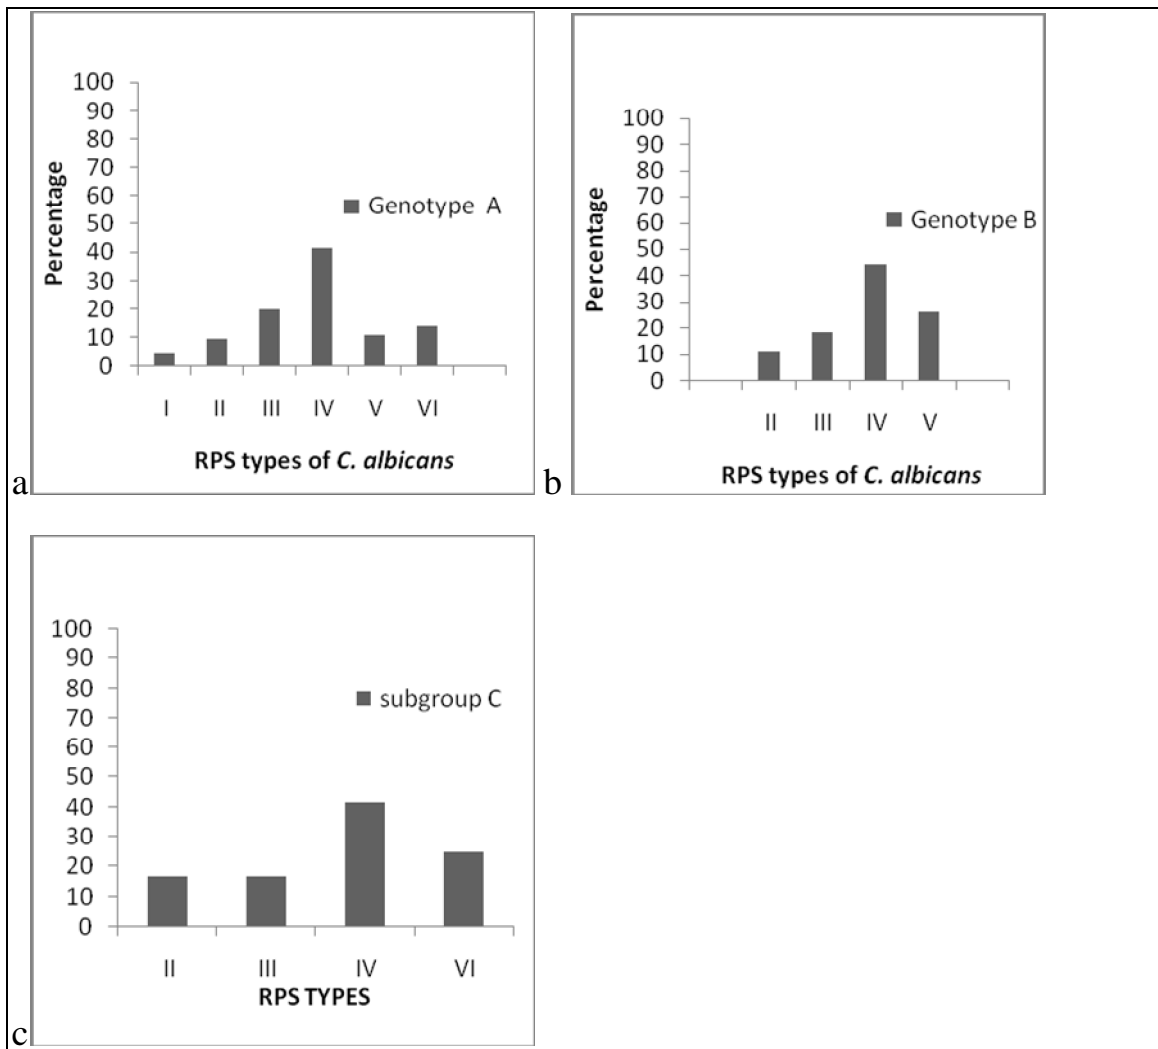 100
90
80
70
60
50
40
30
20
10
0
Percentage
Genotype A
I II III IV V VI
RPS types of C. albicans
a
100
90
80
70
60
50
40
30
20
10
0
Percentage
Genotype B
II III IV V
RPS types of C. albicans
b
100
90
80
70
60
50
40
30
20
10
0
subgroup C
II III IV VI
RPS TYPES
c